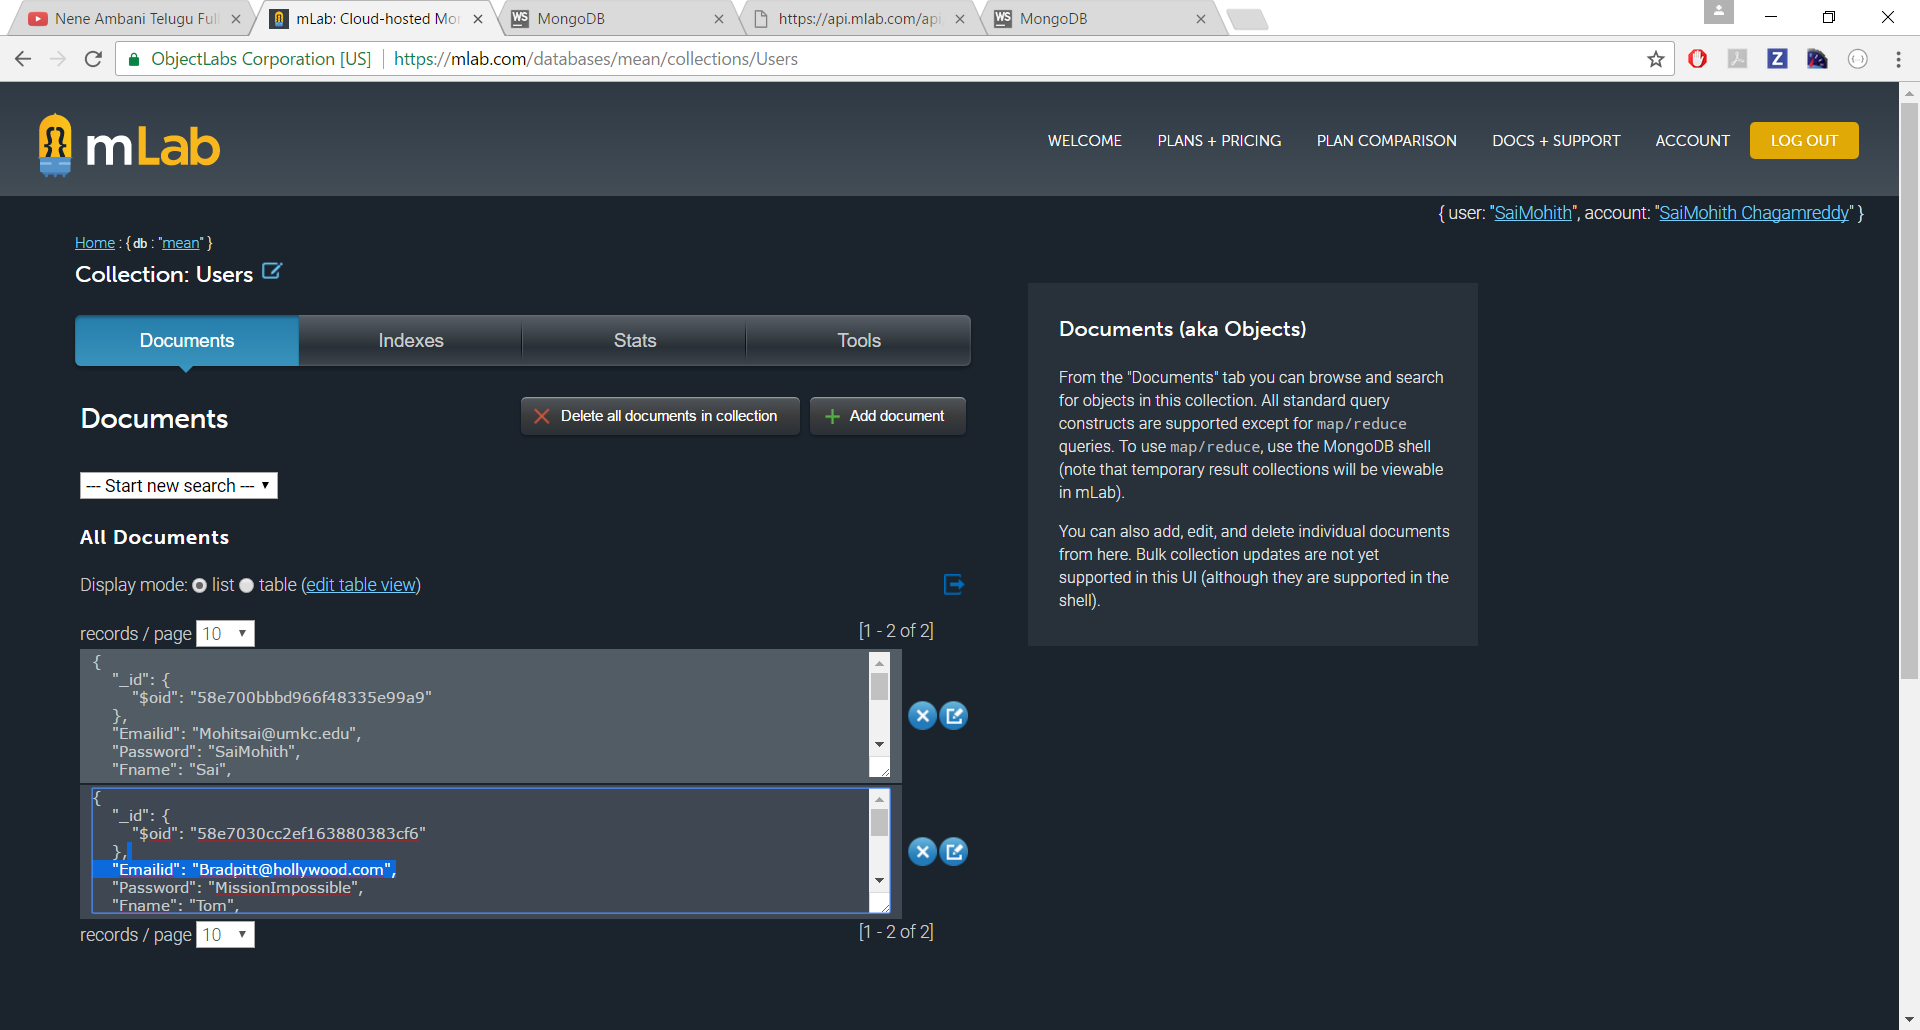 Nene Ambani Telugu Full
mLab: Cloud-hosted Mon
WS MongoDB
https://api.mlab.com/api
WS MongoDB
ObjectLabs Corporation [US]
https://mlab.com/databases/mean/collections/Users
Z
mLab
WELCOME
PLANS + PRICING
PLAN COMPARISON
DOCS + SUPPORT
ACCOUNT
LOG OUT
{ user: "SaiMohith", account: "SaiMohith Chagamreddy" }
Home : { db : "mean" }
Collection: Users
Documents
Indexes
Stats
Tools
Documents
Delete all documents in collection
Add document
--- Start new search ---
All Documents
Display mode: list table (edit table view)
records / page 10
[1 - 2 of 2]
{
"_id": {
"$oid": "58e700bbbd966f48335e99a9"
},
"Emailid": "Mohitsai@umkc.edu",
"Password": "SaiMohith",
"Fname": "Sai",
{
"_id": {
"$oid": "58e7030cc2ef163880383cf6"
},
"Emailid": "Bradpitt@hollywood.com",
"Password": "MissionImpossible",
"Fname": "Tom",
records / page 10
[1 - 2 of 2]
Documents (aka Objects)
From the "Documents" tab you can browse and search
for objects in this collection. All standard query
constructs are supported except for map/reduce
queries. To use map/reduce, use the MongoDB shell
(note that temporary result collections will be viewable
in mLab).
You can also add, edit, and delete individual documents
from here. Bulk collection updates are not yet
supported in this UI (although they are supported in the
shell).